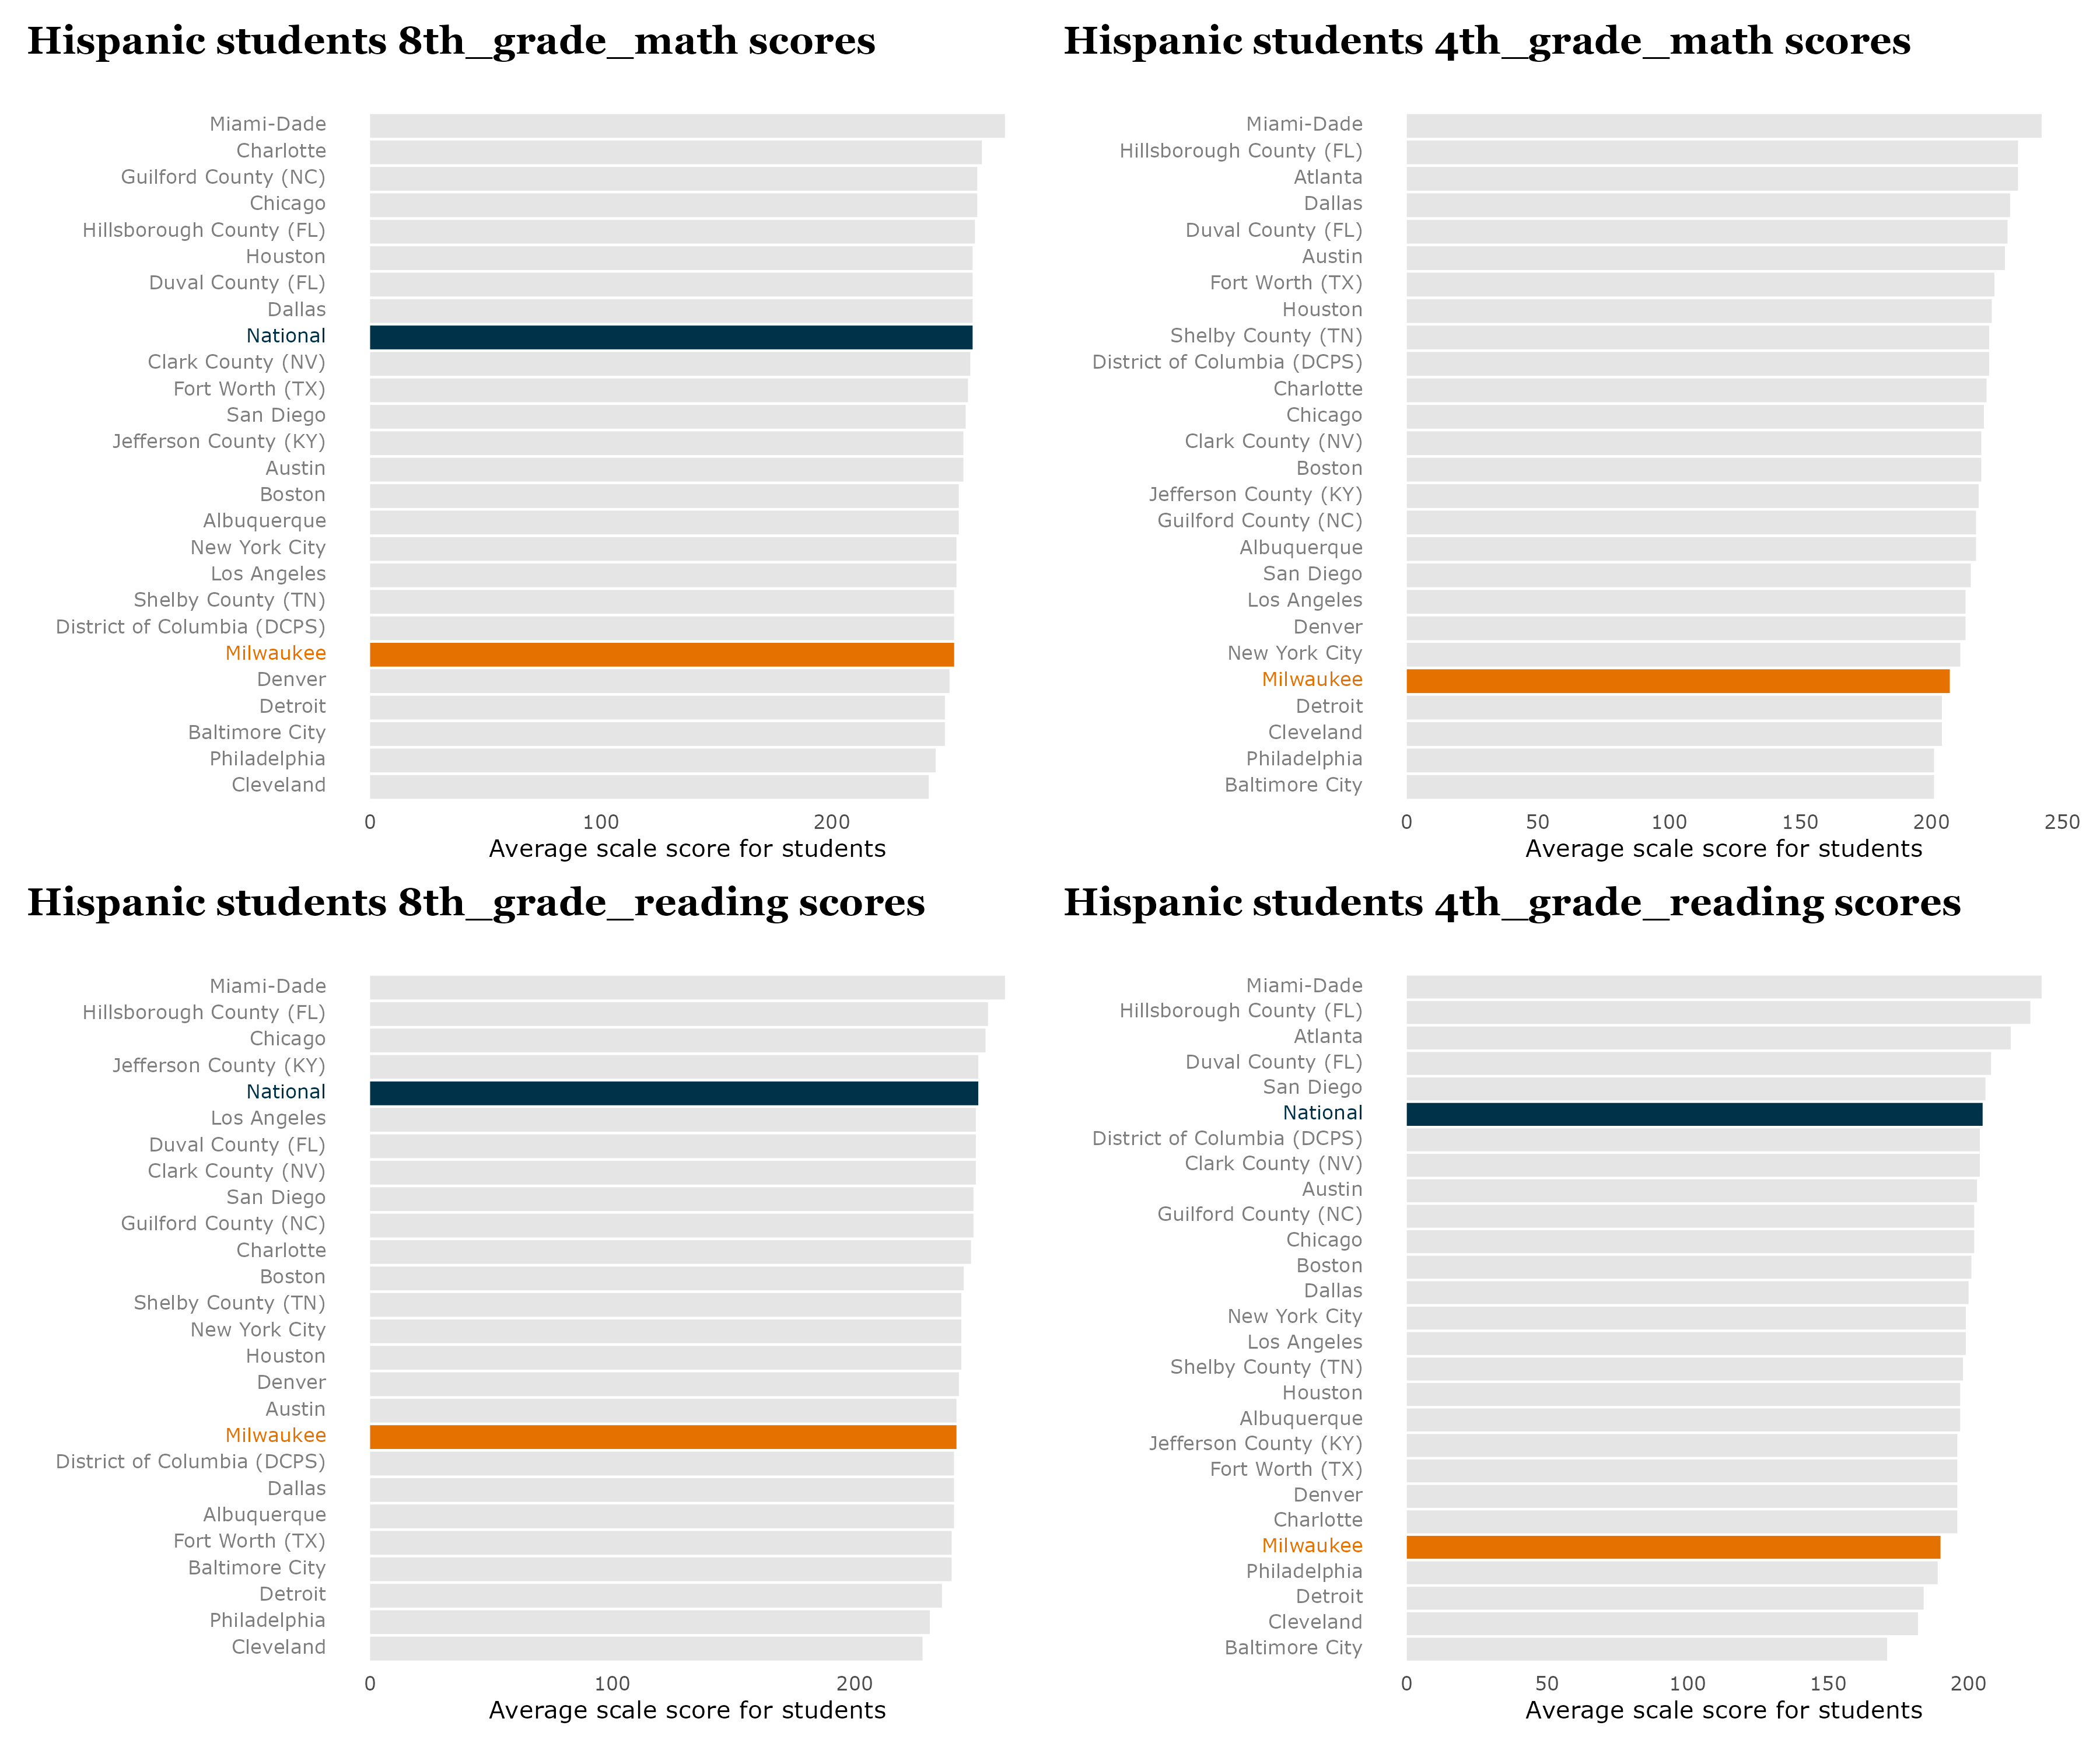 Hispanic students 8th_grade_math scores
Miami-Dade
Charlotte
Guilford County (NC)
Chicago
Hillsborough County (FL)
Houston
Duval County (FL)
Dallas
National
Clark County (NV)
Fort Worth (TX)
San Diego
Jefferson County (KY)
Austin
Boston
Albuquerque
New York City
Los Angeles
Shelby County (TN)
District of Columbia (DCPS)
Milwaukee
Denver
Detroit
Baltimore City
Philadelphia
Cleveland
0 100 200
Average scale score for students
Hispanic students 4th_grade_math scores
Miami-Dade
Hillsborough County (FL)
Atlanta
Dallas
Duval County (FL)
Austin
Fort Worth (TX)
Houston
Shelby County (TN)
District of Columbia (DCPS)
Charlotte
Chicago
Clark County (NV)
Boston
Jefferson County (KY)
Guilford County (NC)
Albuquerque
San Diego
Los Angeles
Denver
New York City
Milwaukee
Detroit
Cleveland
Philadelphia
Baltimore City
0 50 100 150 200 250
Average scale score for students
Hispanic students 8th_grade_reading scores
Miami-Dade
Hillsborough County (FL)
Chicago
Jefferson County (KY)
National
Los Angeles
Duval County (FL)
Clark County (NV)
San Diego
Guilford County (NC)
Charlotte
Boston
Shelby County (TN)
New York City
Houston
Denver
Austin
Milwaukee
District of Columbia (DCPS)
Dallas
Albuquerque
Fort Worth (TX)
Baltimore City
Detroit
Philadelphia
Cleveland
0 100 200
Average scale score for students
Hispanic students 4th_grade_reading scores
Miami-Dade
Hillsborough County (FL)
Atlanta
Duval County (FL)
San Diego
National
District of Columbia (DCPS)
Clark County (NV)
Austin
Guilford County (NC)
Chicago
Boston
Dallas
New York City
Los Angeles
Shelby County (TN)
Houston
Albuquerque
Jefferson County (KY)
Fort Worth (TX)
Denver
Charlotte
Milwaukee
Philadelphia
Detroit
Cleveland
Baltimore City
0 50 100 150 200
Average scale score for students